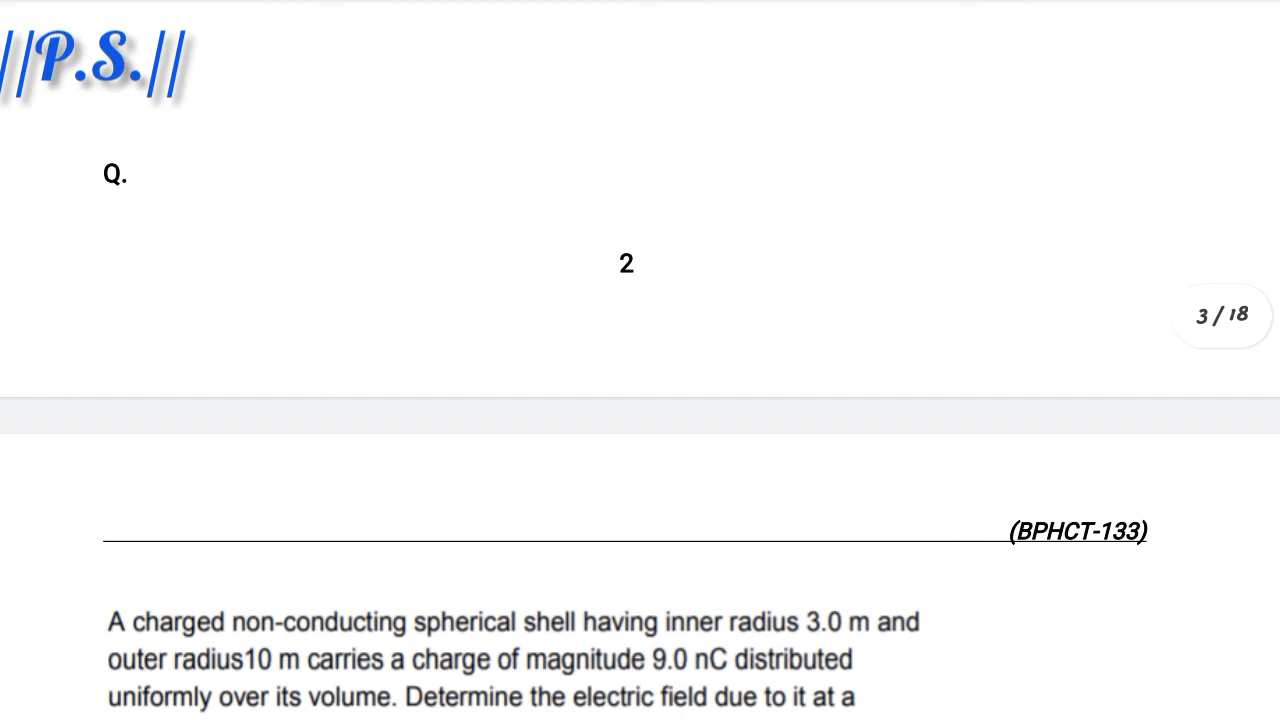 ||P.S.||
Q.
2
3 / 18
(BPHCT-133)
A charged non-conducting spherical shell having inner radius 3.0 m and
outer radius10 m carries a charge of magnitude 9.0 nC distributed
uniformly over its volume. Determine the electric field due to it at a